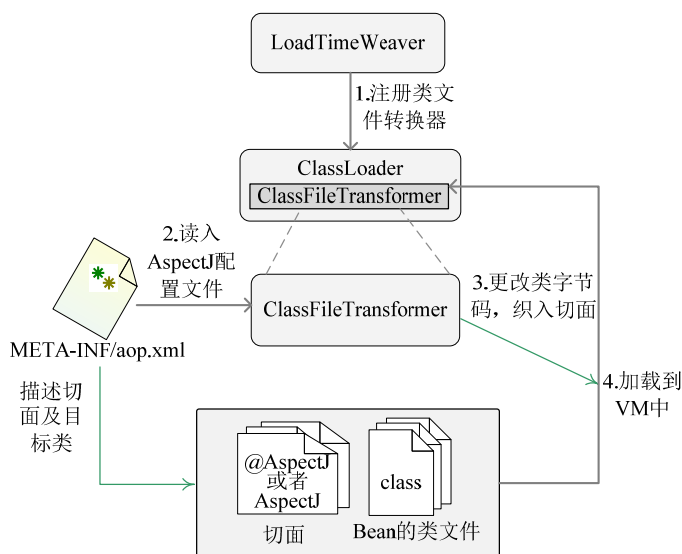 LoadTimeWeaver
1.注册类文
件转换器
ClassLoader
ClassFileTransformer
2.读入
AspectJ配
置文件
ClassFileTransformer
3.更改类字节
码，织入切面
META-INF/aop.xml
描述切
面及目
标类
4.加载到
VM中
@AspectJ
或者
AspectJ
切面
class
Bean的类文件